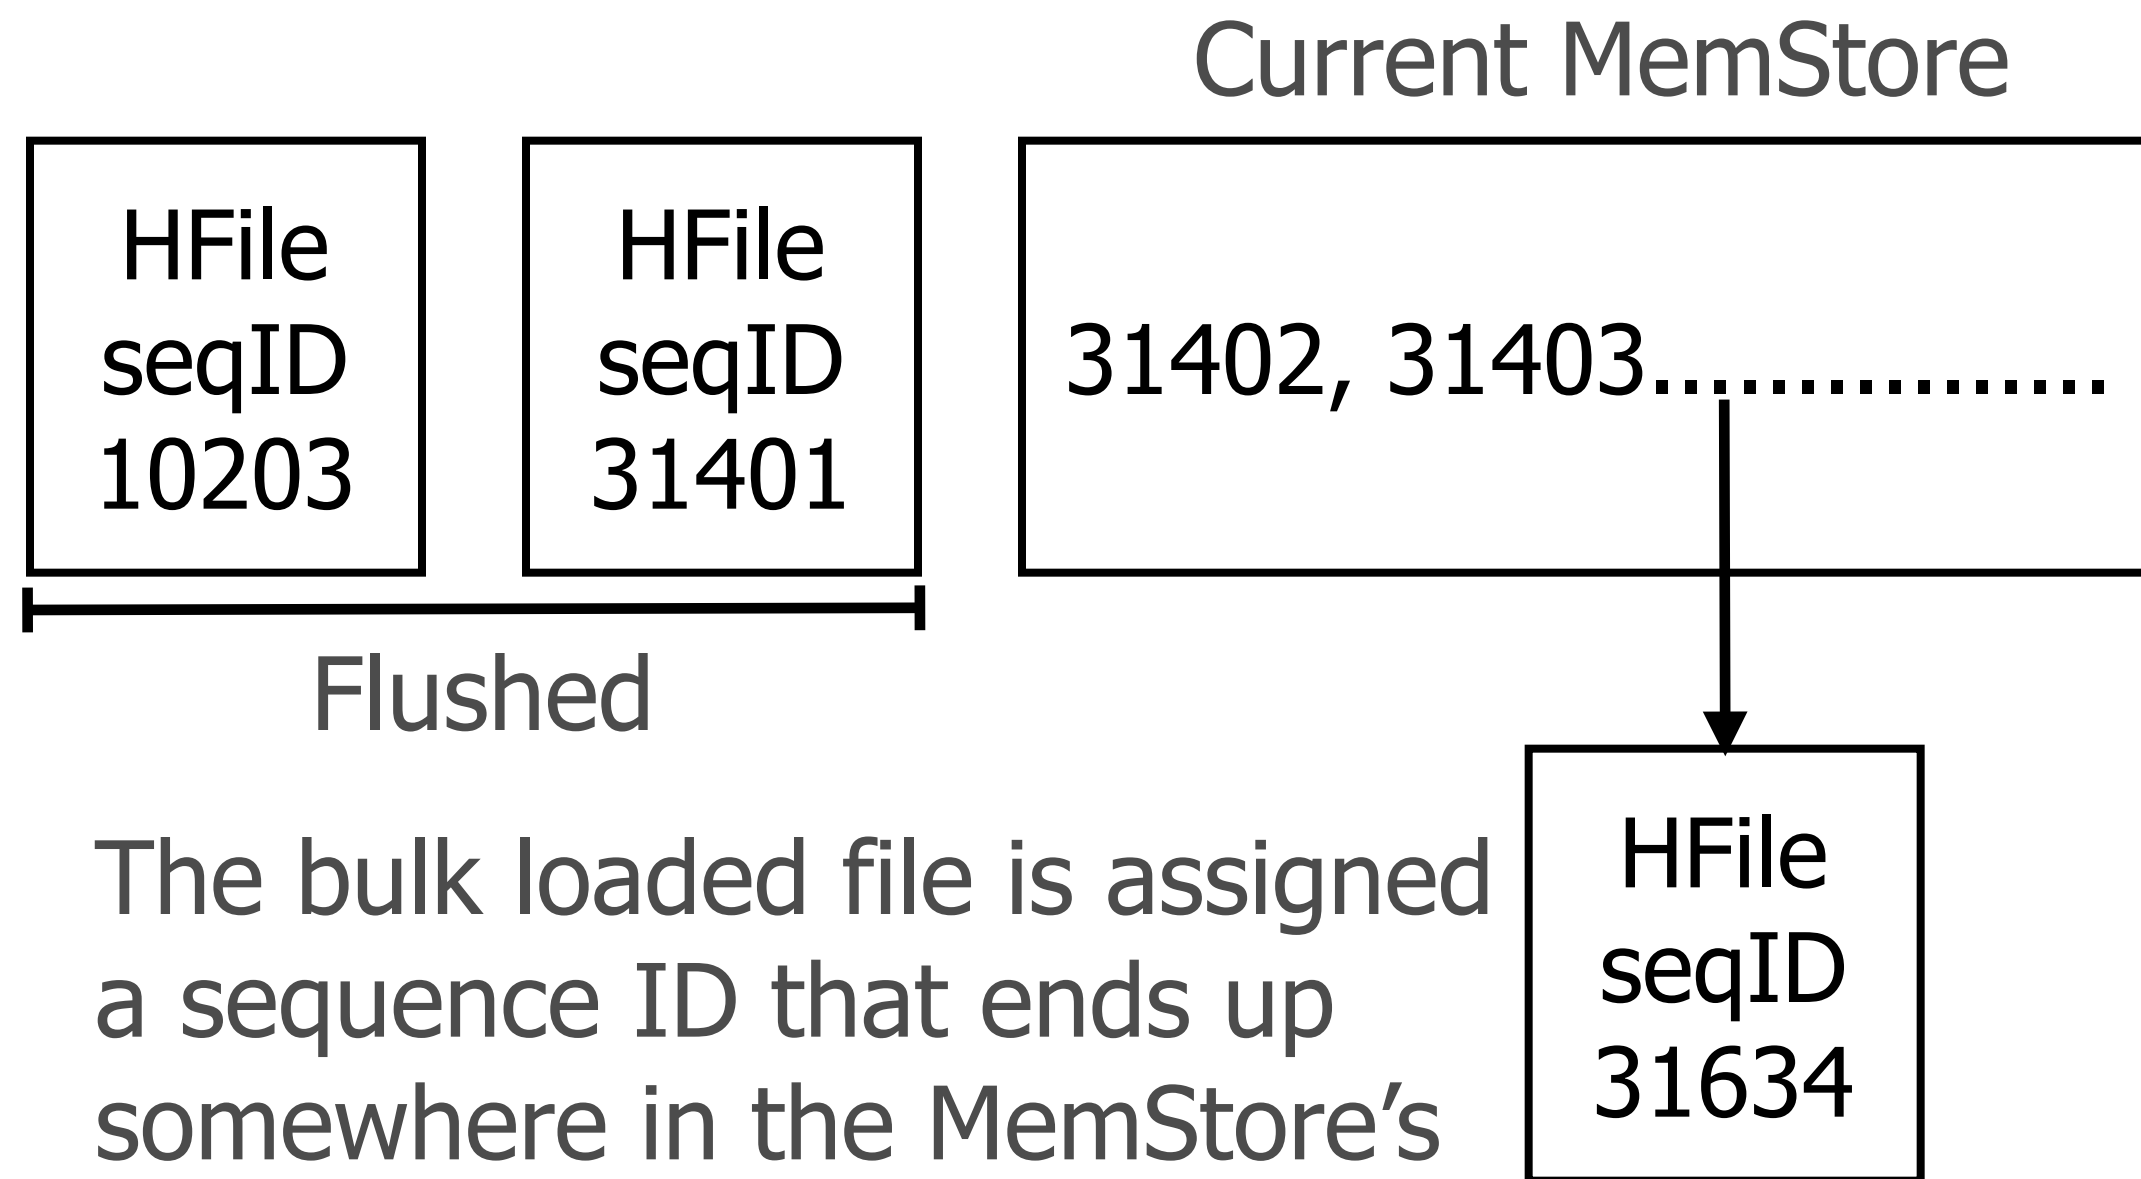 Current MemStore
HFile
seqID
10203
HFile
seqID
31401
31402, 31403................
Flushed
The bulk loaded file is assigned
a sequence ID that ends up
somewhere in the MemStore’s
HFile
seqID
31634